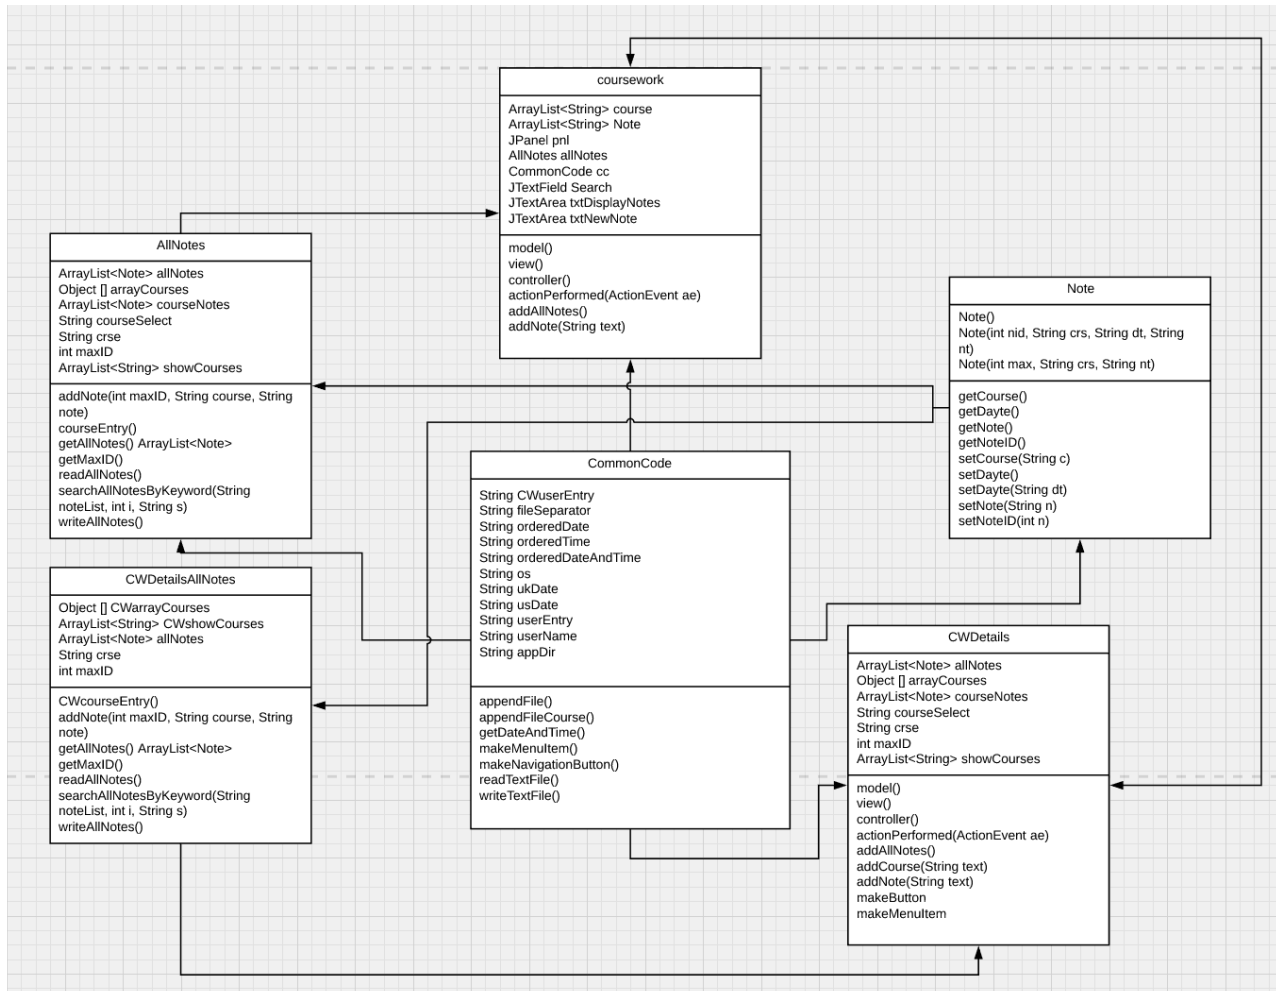 coursework
ArrayList<String> course
ArrayList<String> Note
JPanel pnl
AllNotes allNotes
CommonCode cc
JTextField Search
JTextArea txtDisplayNotes
JTextArea txtNewNote
model()
view()
controller()
actionPerformed(ActionEvent ae)
addAllNotes()
addNote(String text)
AllNotes
ArrayList<Note> allNotes
Object [] arrayCourses
ArrayList<Note> courseNotes
String courseSelect
String crse
int maxID
ArrayList<String> showCourses
addNote(int maxID, String course, String
note)
courseEntry()
getAllNotes() ArrayList<Note>
getMaxID()
readAllNotes()
searchAllNotesByKeyword(String
noteList, int i, String s)
writeAllNotes()
Note
Note()
Note(int nid, String crs, String dt, String
nt)
Note(int max, String crs, String nt)
getCourse()
getDayte()
getNote()
getNoteID()
setCourse(String c)
setDayte()
setDayte(String dt)
setNote(String n)
setNoteID(int n)
CommonCode
String CWuserEntry
String fileSeparator
String orderedDate
String orderedTime
String orderedDateAndTime
String os
String ukDate
String usDate
String userEntry
String userName
String appDir
appendFile()
appendFileCourse()
getDateAndTime()
makeMenuItem()
makeNavigationButton()
readTextFile()
writeTextFile()
CWDetailsAllNotes
Object [] CWarrayCourses
ArrayList<String> CWshowCourses
ArrayList<Note> allNotes
String crse
int maxID
CWcourseEntry()
addNote(int maxID, String course, String
note)
getAllNotes() ArrayList<Note>
getMaxID()
readAllNotes()
searchAllNotesByKeyword(String
noteList, int i, String s)
writeAllNotes()
CWDetails
ArrayList<Note> allNotes
Object [] arrayCourses
ArrayList<Note> courseNotes
String courseSelect
String crse
int maxID
ArrayList<String> showCourses
model()
view()
controller()
actionPerformed(ActionEvent ae)
addAllNotes()
addCourse(String text)
addNote(String text)
makeButton
makeMenuItem